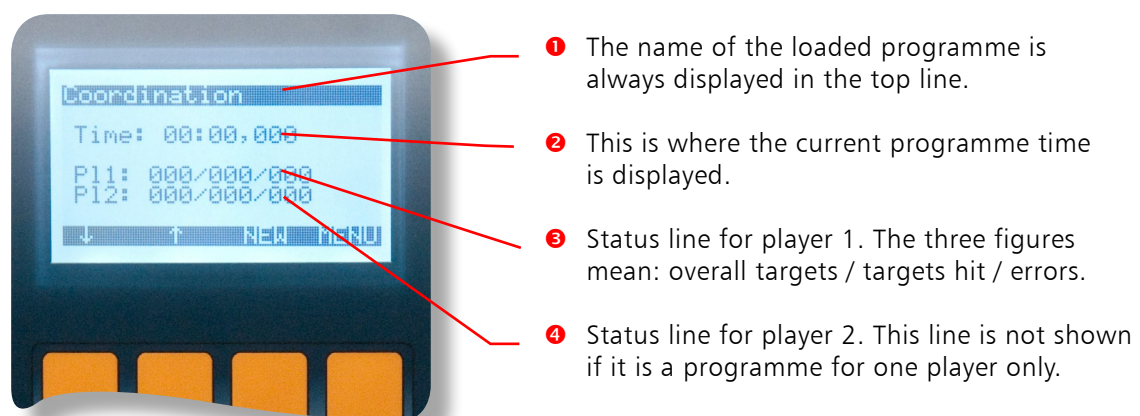 Coordination
Time: 00:00,000
Pl1: 000/000/000
Pl2: 000/000/000
↓ ↑ NEW MENU
❶ The name of the loaded programme is
always displayed in the top line.
❷ This is where the current programme time
is displayed.
❸ Status line for player 1. The three figures
mean: overall targets / targets hit / errors.
❹ Status line for player 2. This line is not shown
if it is a programme for one player only.